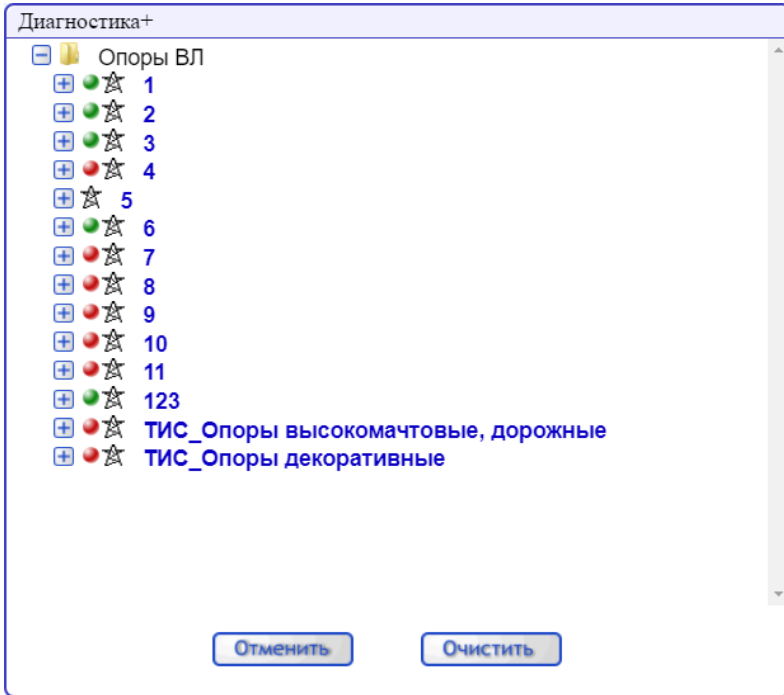 Диагностика+
Опоры ВЛ
1
2
3
4
5
6
7
8
9
10
11
123
ТИС_Опоры высокомачтовые, дорожные
ТИС_Опоры декоративные
Отменить Очистить